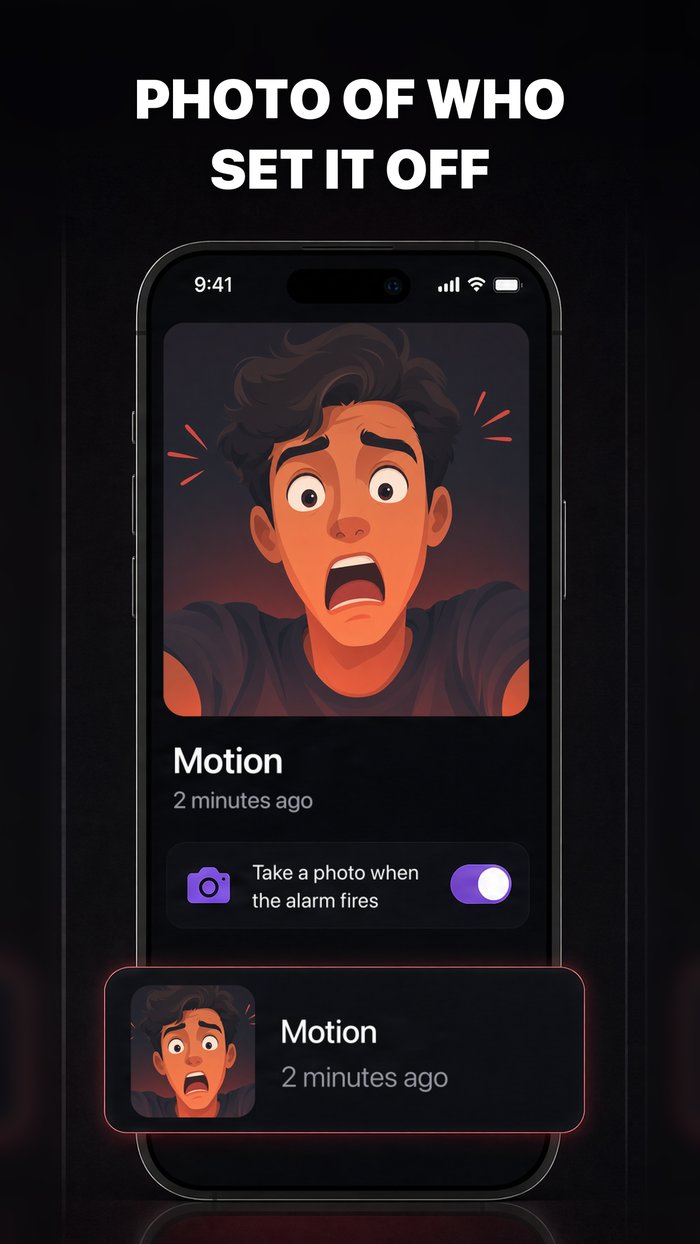 PHOTO OF WHO
SET IT OFF
9:41
Motion
2 minutes ago
Take a photo when
the alarm fires
Motion
2 minutes ago